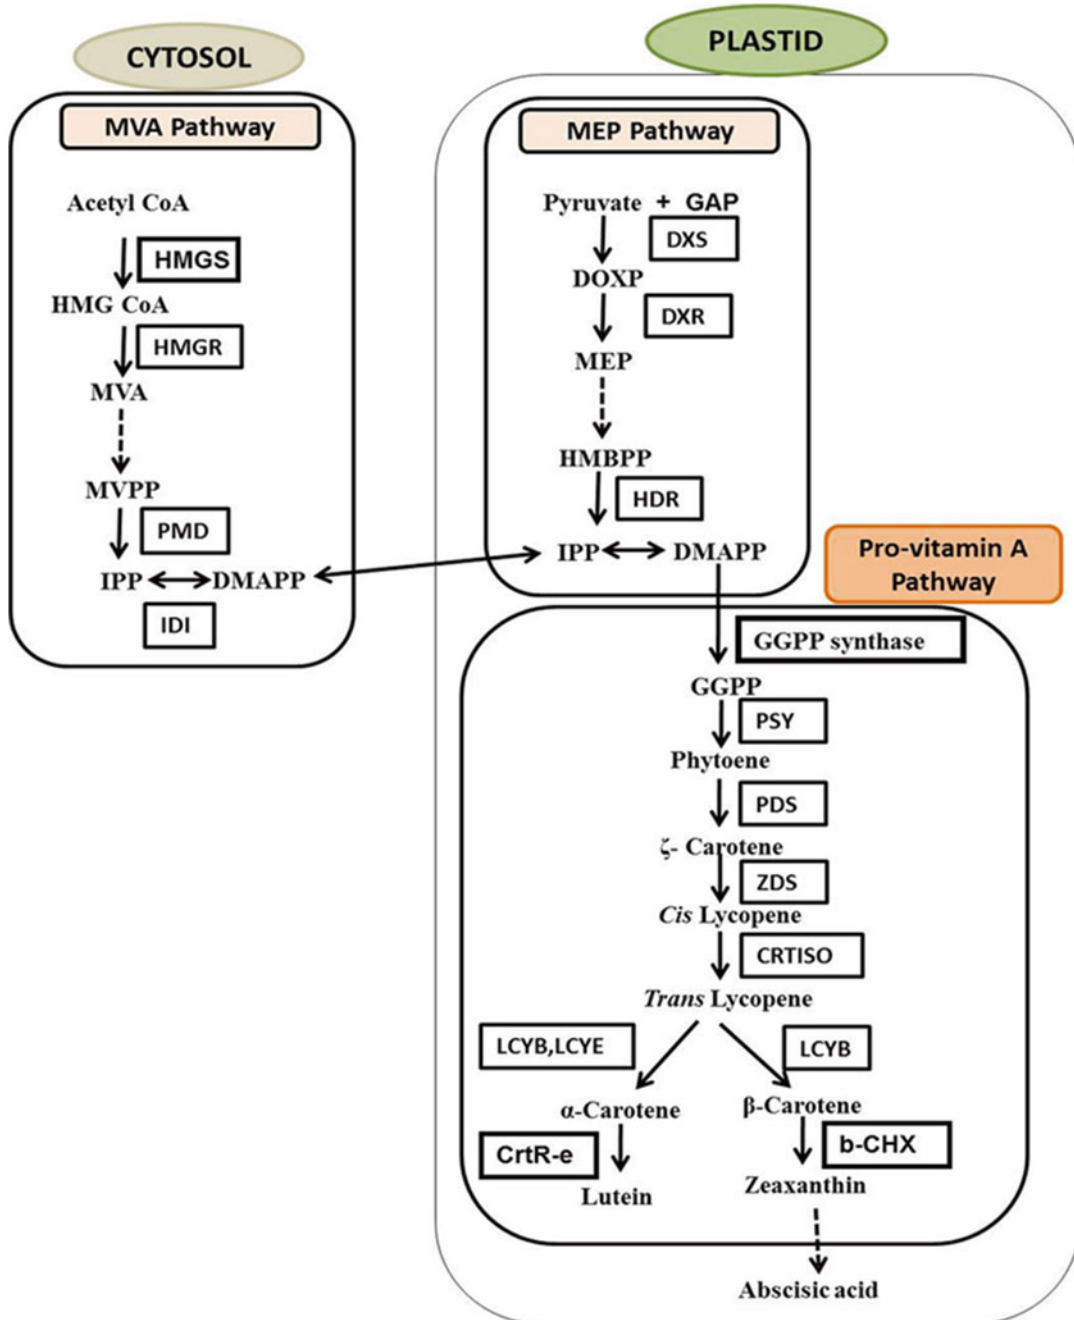 CYTOSOL
MVA Pathway
Acetyl CoA
HMGS
HMG CoA
HMGR
MVA
MVPP
PMD
IPP
DMAPP
IDI
PLASTID
MEP Pathway
Pyruvate + GAP
DXS
DOXP
DXR
MEP
HMBPP
HDR
IPP
DMAPP
Pro-vitamin A
Pathway
GGPP synthase
GGPP
PSY
Phytoene
PDS
ζ- Carotene
ZDS
Cis Lycopene
CRTISO
Trans Lycopene
LCYB,LCYE
LCYB
α-Carotene
β-Carotene
CrtR-e
b-CHX
Lutein
Zeaxanthin
Abscisic acid